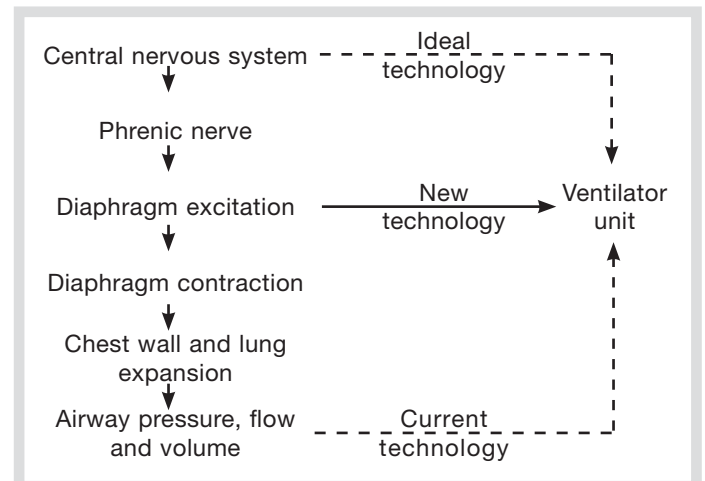 Central nervous system
Ideal
technology
Phrenic nerve
Diaphragm excitation
New
technology
Ventilator
unit
Diaphragm contraction
Chest wall and lung
expansion
Airway pressure, flow
and volume
Current
technology